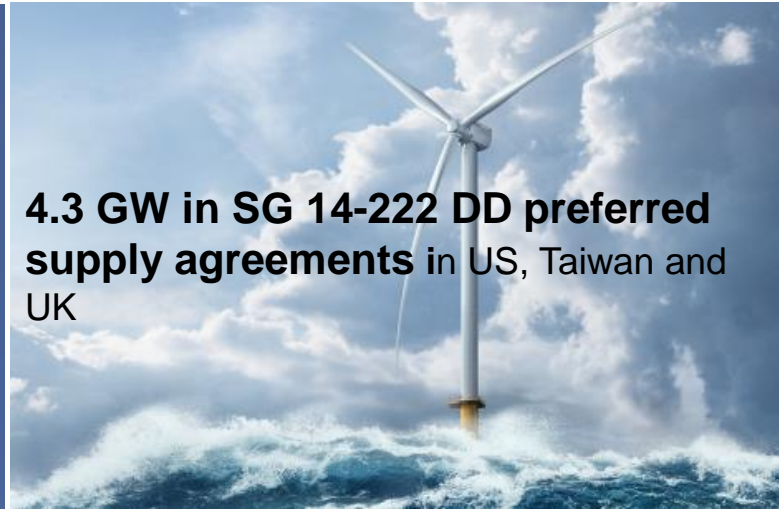 4.3 GW in SG 14-222 DD preferred
supply agreements in US, Taiwan and
UK